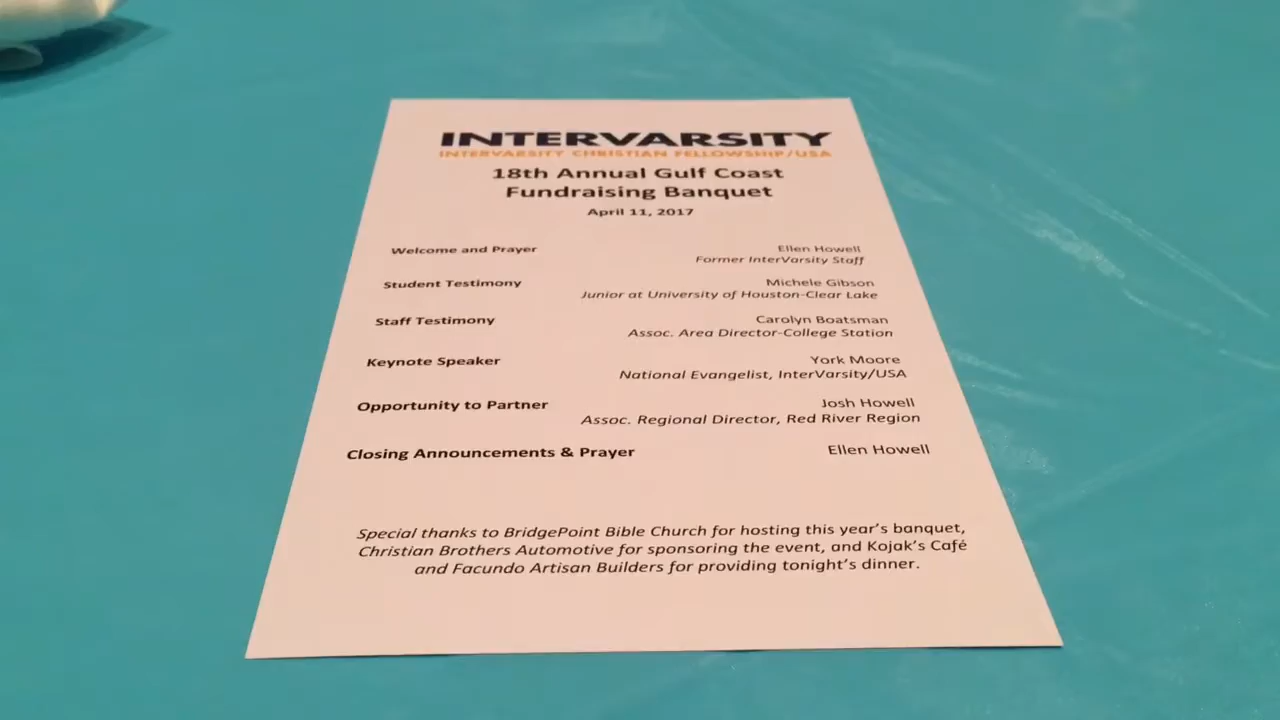 INTERVARSITY
INTERVARSITY CHRISTIAN FELLOWSHIP/USA
18th Annual Gulf Coast
Fundraising Banquet
April 11, 2017
Welcome and Prayer Ellen Howell
Former InterVarsity Staff
Student Testimony Michele Gibson
Junior at University of Houston-Clear Lake
Staff Testimony Carolyn Boatsman
Assoc. Area Director-College Station
Keynote Speaker York Moore
National Evangelist, InterVarsity/USA
Opportunity to Partner Josh Howell
Assoc. Regional Director, Red River Region
Closing Announcements & Prayer Ellen Howell
Special thanks to BridgePoint Bible Church for hosting this year's banquet,
Christian Brothers Automotive for sponsoring the event, and Kojak's Café
and Facundo Artisan Builders for providing tonight's dinner.